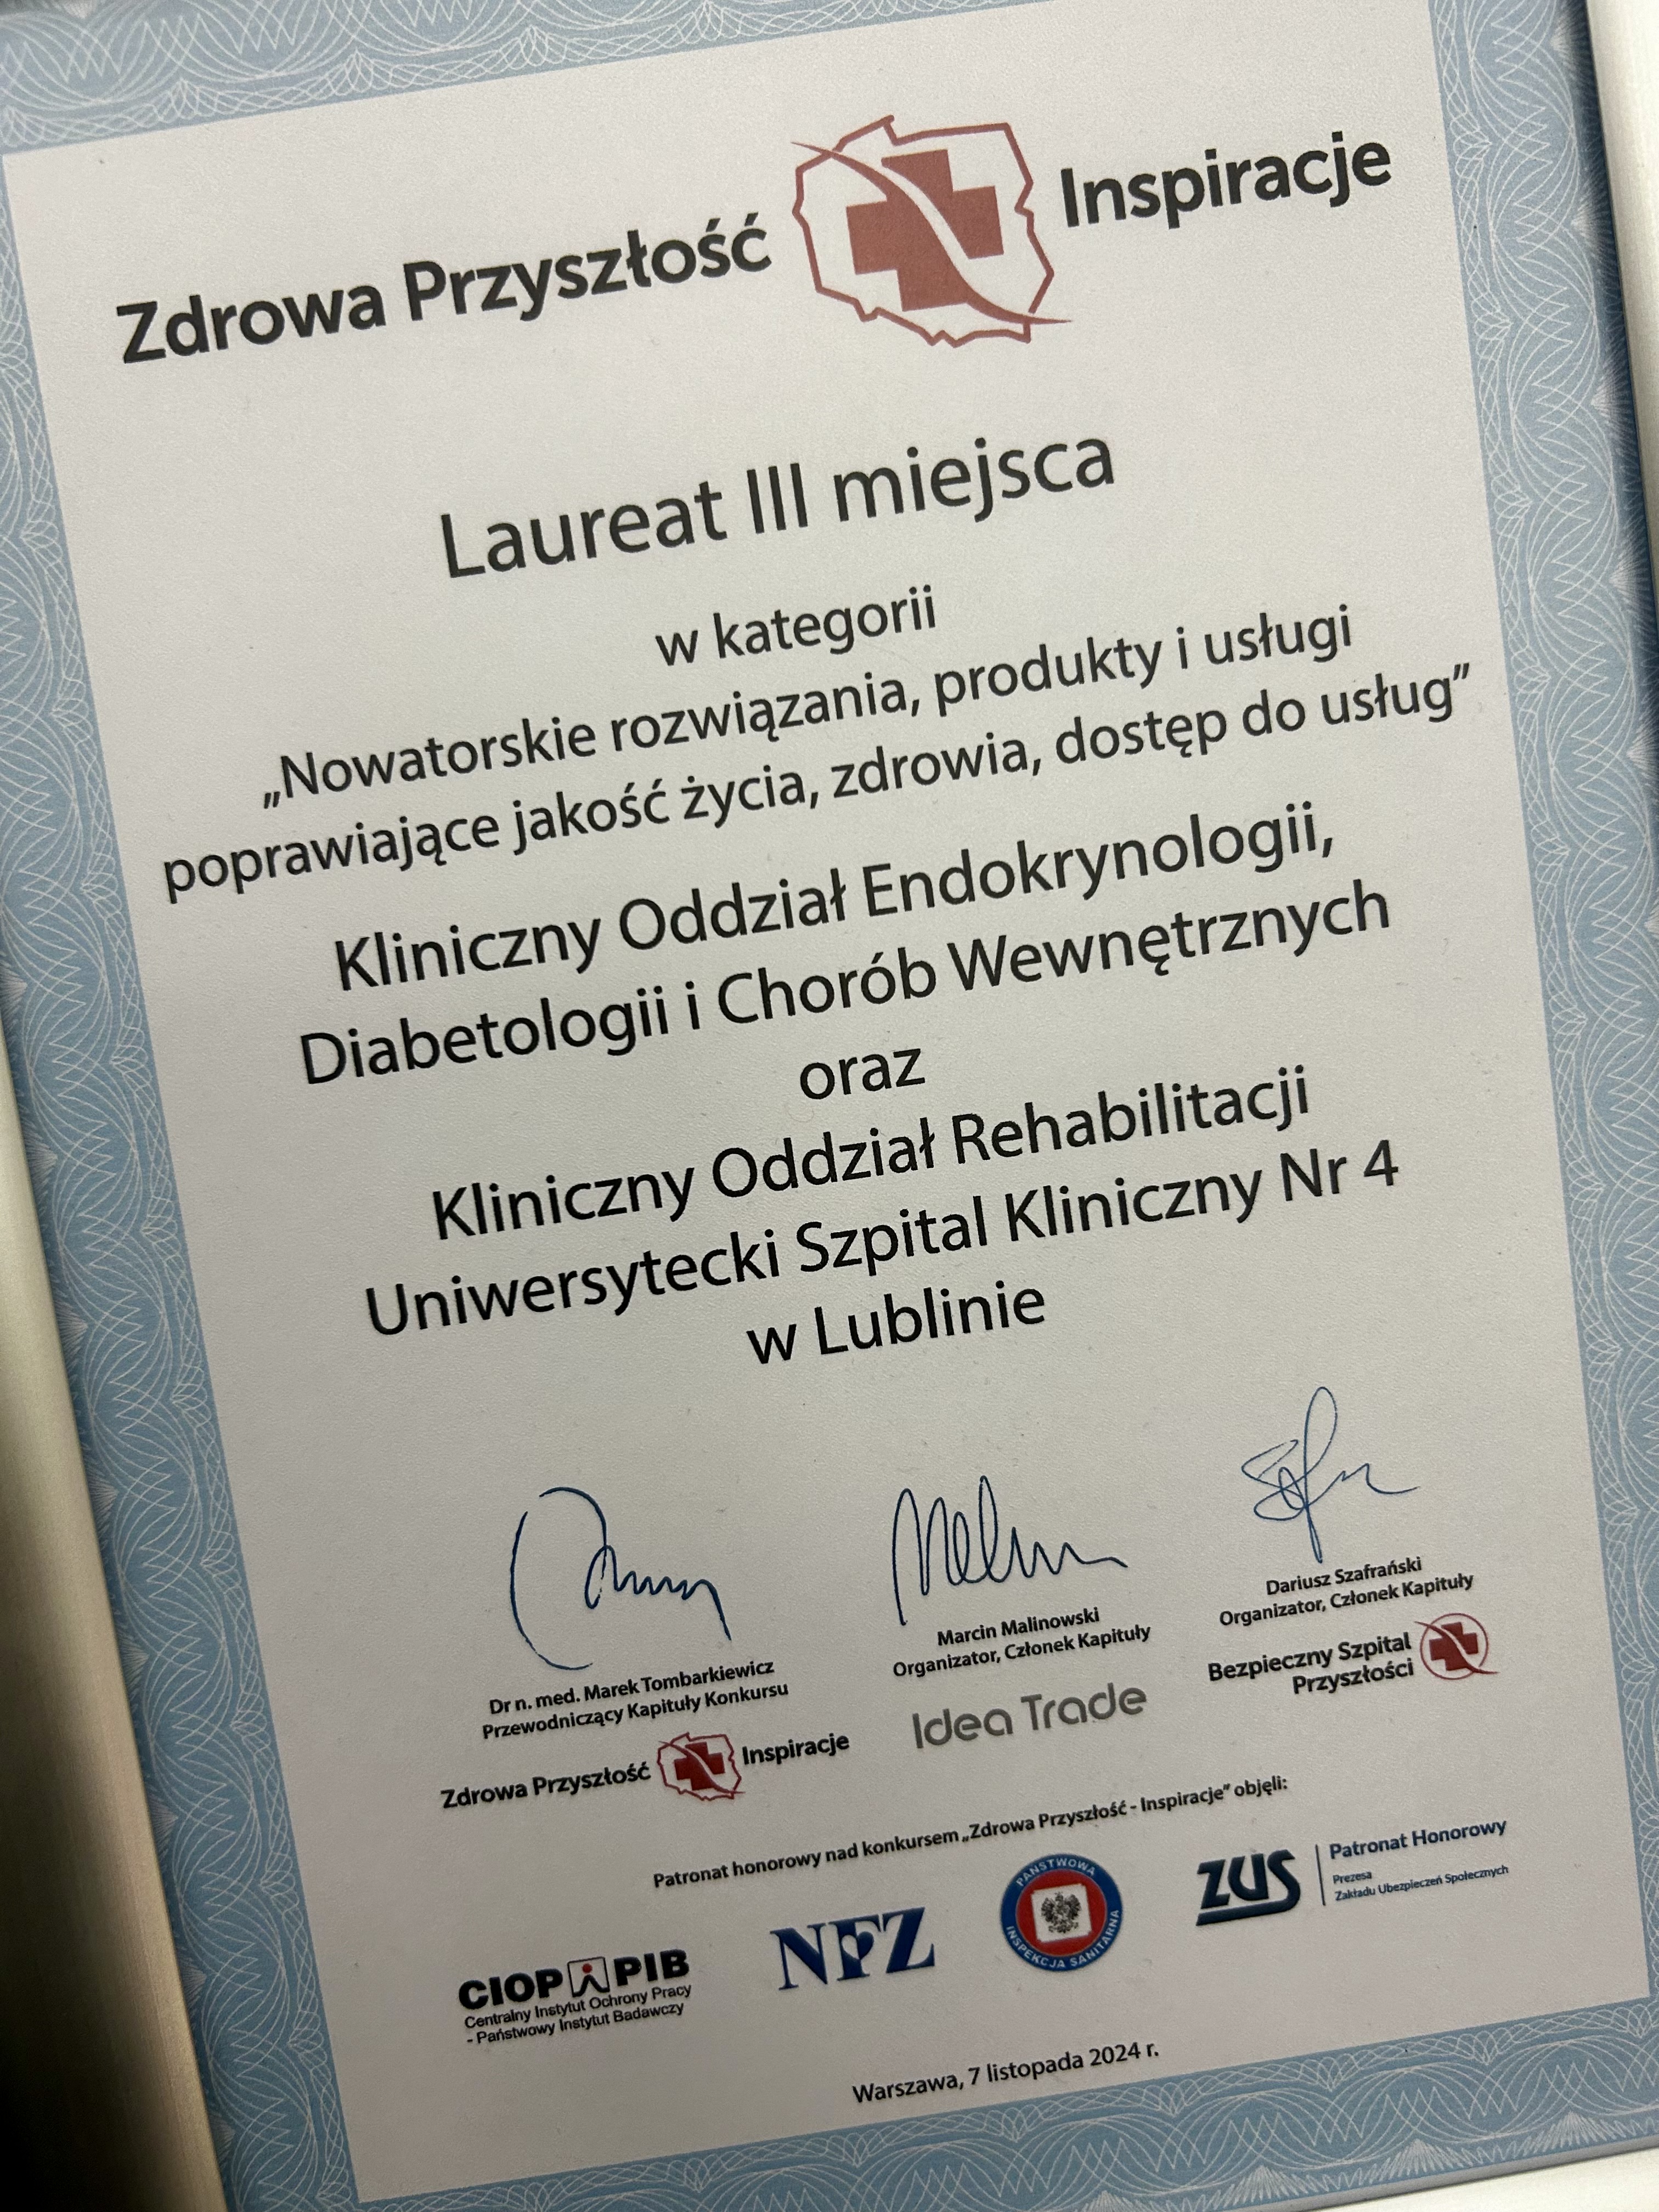 Zdrowa Przyszłość Inspiracje
Laureat III miejsca
w kategorii
„Nowatorskie rozwiązania, produkty i usługi
poprawiające jakość życia, zdrowia, dostęp do usług”
Kliniczny Oddział Endokrynologii,
Diabetologii i Chorób Wewnętrznych
oraz
Kliniczny Oddział Rehabilitacji
Uniwersytecki Szpital Kliniczny Nr 4
w Lublinie
Dr n. med. Marek Tombarkiewicz
Przewodniczący Kapituły Konkursu
Zdrowa Przyszłość Inspiracje
Marcin Malinowski
Organizator, Członek Kapituły
Idea Trade
Dariusz Szafrański
Organizator, Członek Kapituły
Bezpieczny Szpital
Przyszłości
Patronat honorowy nad konkursem „Zdrowa Przyszłość - Inspiracje” objęli:
CIOP PIB
Centralny Instytut Ochrony Pracy
- Państwowy Instytut Badawczy
NFZ
PAŃSTWOWA
INSPEKCJA SANITARNA
ZUS
Patronat Honorowy
Prezesa
Zakładu Ubezpieczeń Społecznych
Warszawa, 7 listopada 2024 r.